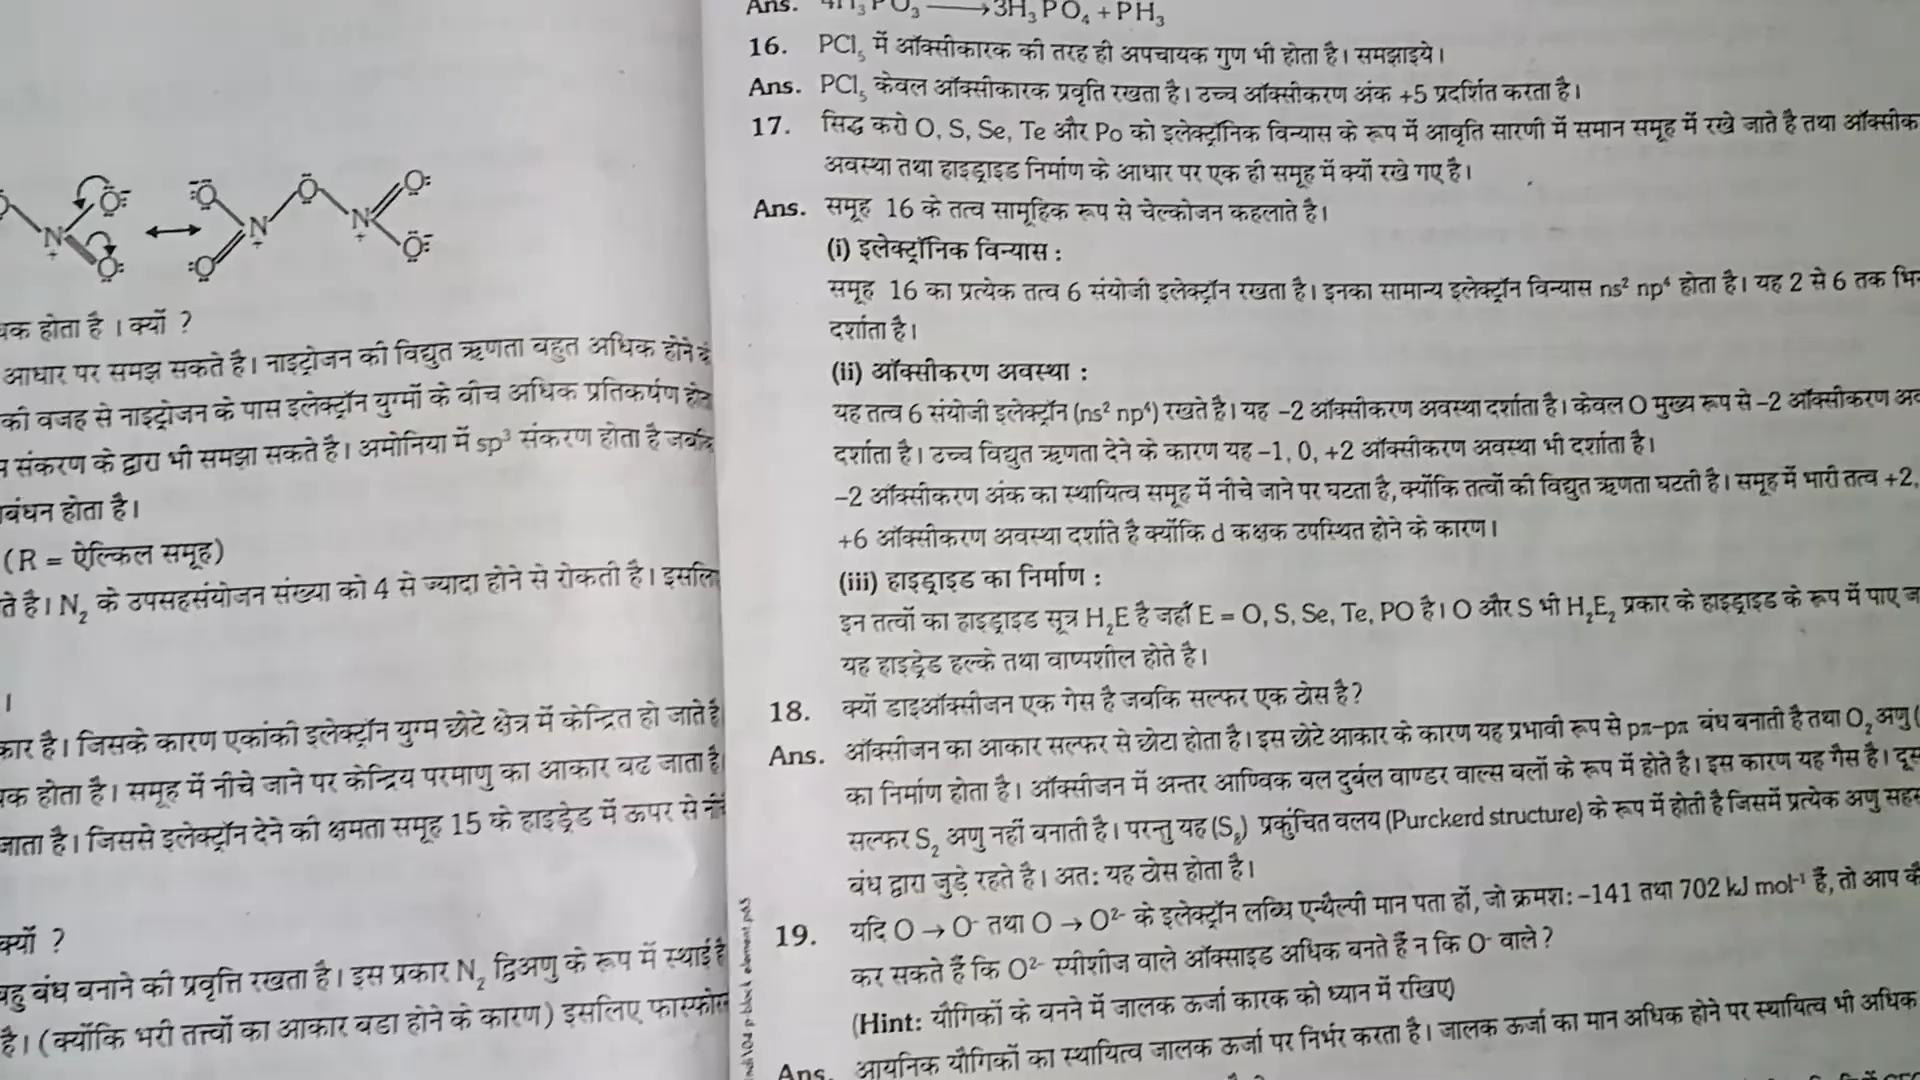 यक होता है । क्यों ?
आधार पर समझ सकते है। नाइट्रोजन की विद्युत ऋणता बहुत अधिक होने
की वजह से नाइट्रोजन के पास इलेक्ट्रॉन युग्मों के बीच अधिक प्रतिकर्षण
संकरण के द्वारा भी समझा सकते है। अमोनिया में sp³ संकरण होता है जबकि
बंधन होता है।
(R = ऐल्किल समूह)
ते है। N₂ के उपसहसंयोजन संख्या को 4 से ज्यादा होने से रोकती है।
कार है। जिसके कारण एकांकी इलेक्ट्रॉन युग्म छोटे क्षेत्र में केन्द्रित हो जाते है
यक होता है। समूह में नीचे जाने पर केन्द्रिय परमाणु का आकार बढ जाता है
जाता है। जिससे इलेक्ट्रॉन देने की क्षमता समूह 15 के हाइड्रेड में ऊपर से
क्यों ?
बहु बंध बनाने की प्रवृत्ति रखता है। इस प्रकार N₂ द्विअणु के रूप में स्थाई है
है। (क्योंकि भरी तत्त्वों का आकार बडा होने के कारण) इसलिए
Ans. 4H₃PO₃ ⟶ 3H₃PO₄ + PH₃
16. PCl₅ में ऑक्सीकारक की तरह ही अपचायक गुण भी होता है। समझाइये।
Ans. PCl₅ केवल ऑक्सीकारक प्रवृति रखता है। उच्च ऑक्सीकरण अंक +5 प्रदर्शित करता है।
17. सिद्ध करो O, S, Se, Te और Po को इलेक्ट्रॉनिक विन्यास के रूप में आवृति सारणी में समान समूह में रखे जाते है तथा ऑक्सीक
अवस्था तथा हाइड्राइड निर्माण के आधार पर एक ही समूह में क्यों रखे गए है।
Ans. समूह 16 के तत्व सामूहिक रूप से चेल्कोजन कहलाते है।
(i) इलेक्ट्रॉनिक विन्यास :
समूह 16 का प्रत्येक तत्व 6 संयोजी इलेक्ट्रॉन रखता है। इनका सामान्य इलेक्ट्रॉन विन्यास ns² np⁴ होता है। यह 2 से 6 तक
दर्शाता है।
(ii) ऑक्सीकरण अवस्था :
यह तत्व 6 संयोजी इलेक्ट्रॉन (ns² np⁴) रखते है। यह –2 ऑक्सीकरण अवस्था दर्शाता है। केवल O मुख्य रूप से –2 ऑक्सीकरण
दर्शाता है। उच्च विद्युत ऋणता देने के कारण यह –1, 0, +2 ऑक्सीकरण अवस्था भी दर्शाता है।
–2 ऑक्सीकरण अंक का स्थायित्व समूह में नीचे जाने पर घटता है, क्योंकि तत्वों की विद्युत ऋणता घटती है। समूह में भारी तत्व +2,
+6 ऑक्सीकरण अवस्था दर्शाते है क्योंकि d कक्षक उपस्थित होने के कारण।
(iii) हाइड्राइड का निर्माण :
इन तत्वों का हाइड्राइड सूत्र H₂E है जहाँ E = O, S, Se, Te, PO है। O और S भी H₂E₂ प्रकार के हाइड्राइड के रूप में पाए
यह हाइड्रेड हल्के तथा वाष्पशील होते है।
18. क्यों डाइऑक्सीजन एक गेस है जबकि सल्फर एक ठोस है?
Ans. ऑक्सीजन का आकार सल्फर से छोटा होता है। इस छोटे आकार के कारण यह प्रभावी रूप से pπ–pπ बंध बनाती है तथा O₂ अणु (
का निर्माण होता है। ऑक्सीजन में अन्तर आण्विक बल दुर्बल वाण्डर वाल्स बलों के रूप में होते है। इस कारण यह गैस है।
सल्फर S₂ अणु नहीं बनाती है। परन्तु यह (S₈) प्रकुंचित वलय (Purckerd structure) के रूप में होती है जिसमें प्रत्येक अणु
बंध द्वारा जुड़े रहते है। अत: यह ठोस होता है।
19. यदि O → O⁻ तथा O → O²⁻ के इलेक्ट्रॉन लब्धि एन्थैल्पी मान पता हों, जो क्रमश: –141 तथा 702 kJ mol⁻¹ हैं, तो आप
कर सकते हैं कि O²⁻ स्पीशीज वाले ऑक्साइड अधिक बनते हैं न कि O⁻ वाले ?
(Hint: यौगिकों के बनने में जालक ऊर्जा कारक को ध्यान में रखिए)
Ans. आयनिक यौगिकों का स्थायित्व जालक ऊर्जा पर निर्भर करता है। जालक ऊर्जा का मान अधिक होने पर स्थायित्व भी अधिक